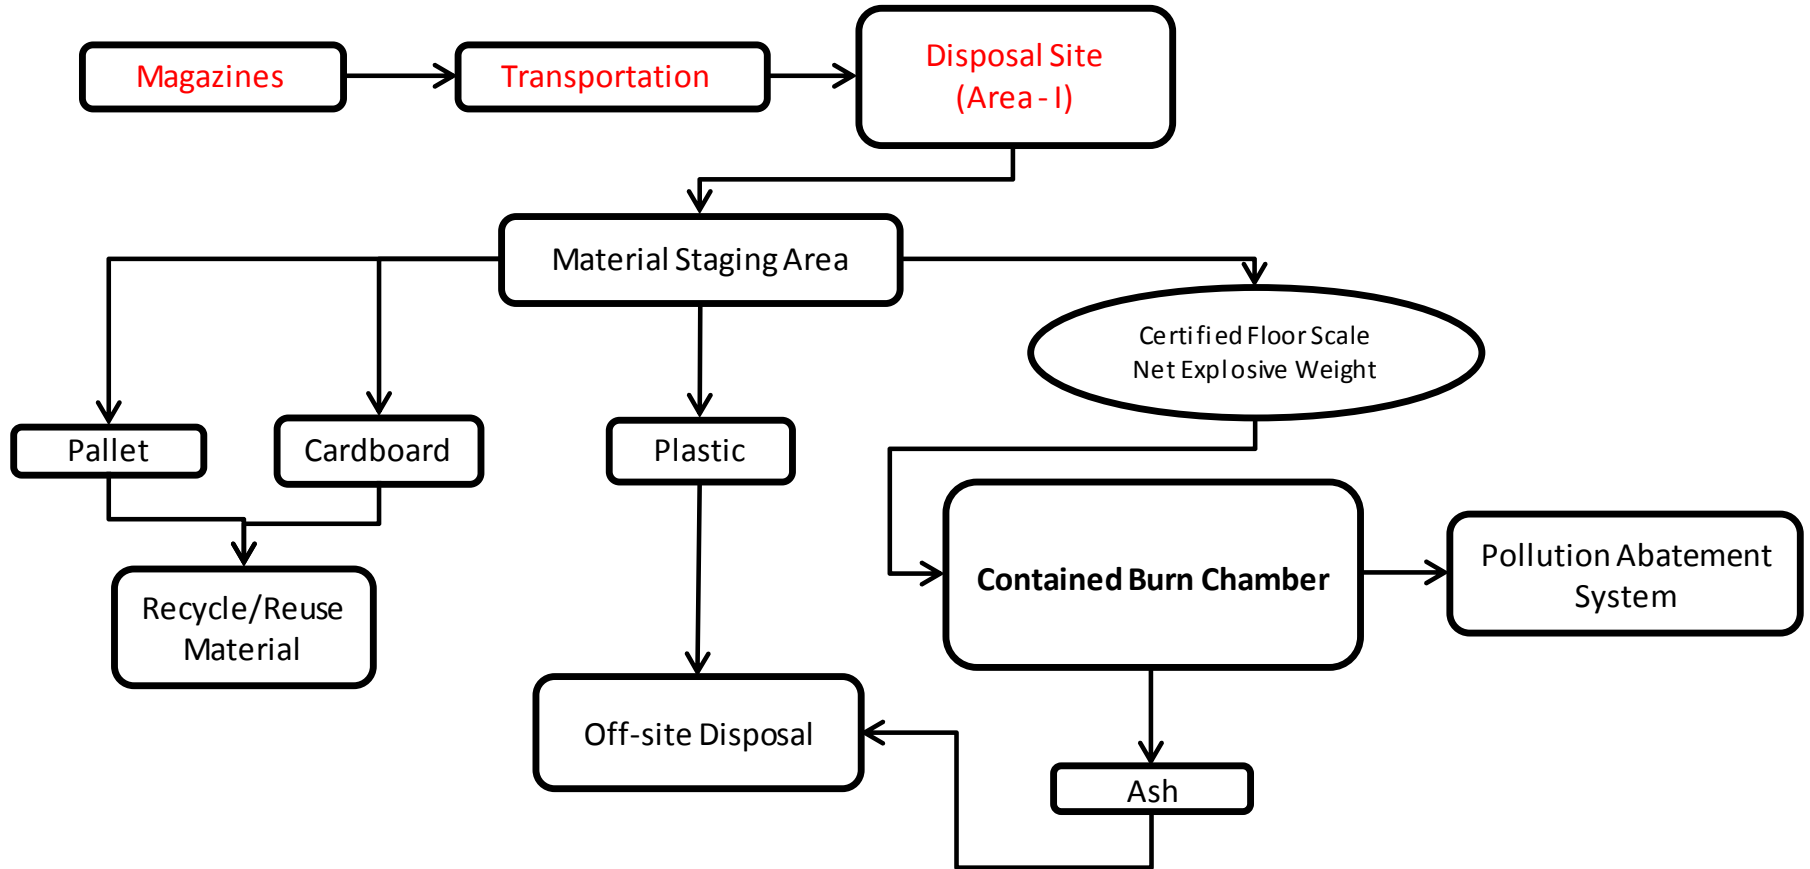 Magazines
Transportation
Disposal Site
(Area - I)
Material Staging Area
Certified Floor Scale
Net Explosive Weight
Pallet
Cardboard
Plastic
Contained Burn Chamber
Pollution Abatement
System
Recycle/Reuse
Material
Off-site Disposal
Ash